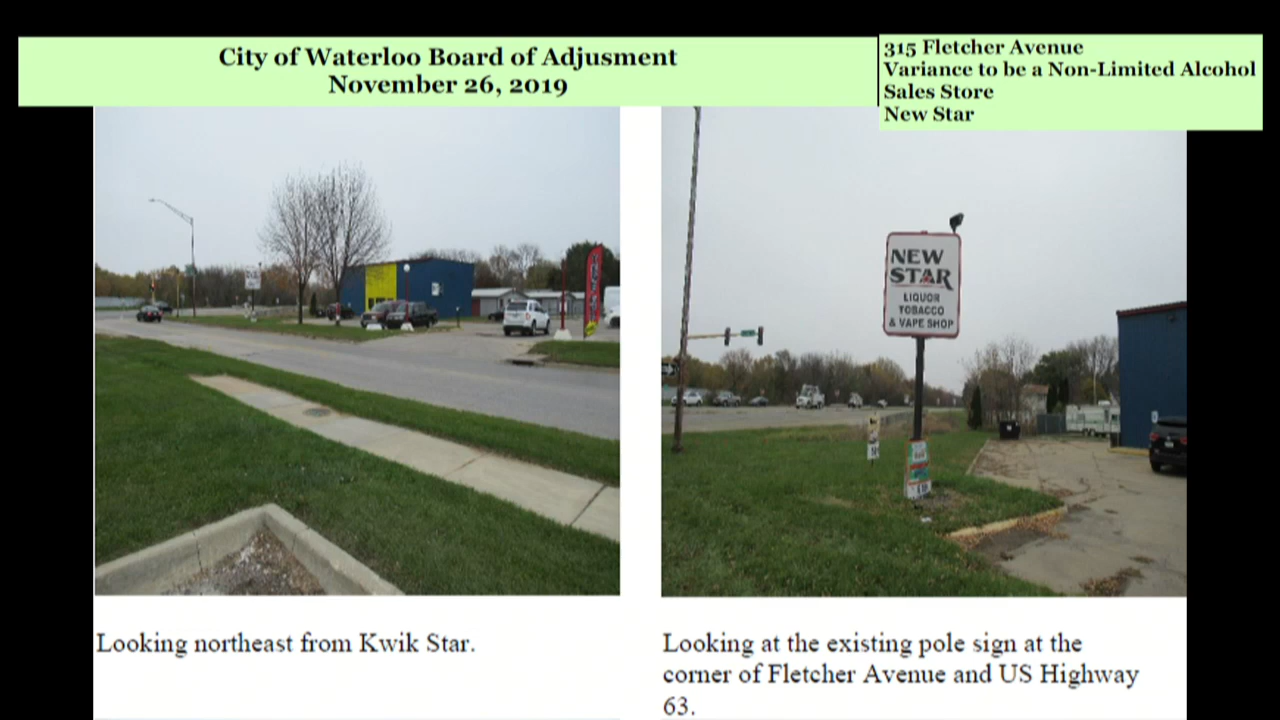 City of Waterloo Board of Adjusment
November 26, 2019
315 Fletcher Avenue
Variance to be a Non-Limited Alcohol
Sales Store
New Star
NEW
STAR
LIQUOR
TOBACCO
& VAPE SHOP
Looking northeast from Kwik Star.
Looking at the existing pole sign at the
corner of Fletcher Avenue and US Highway
63.